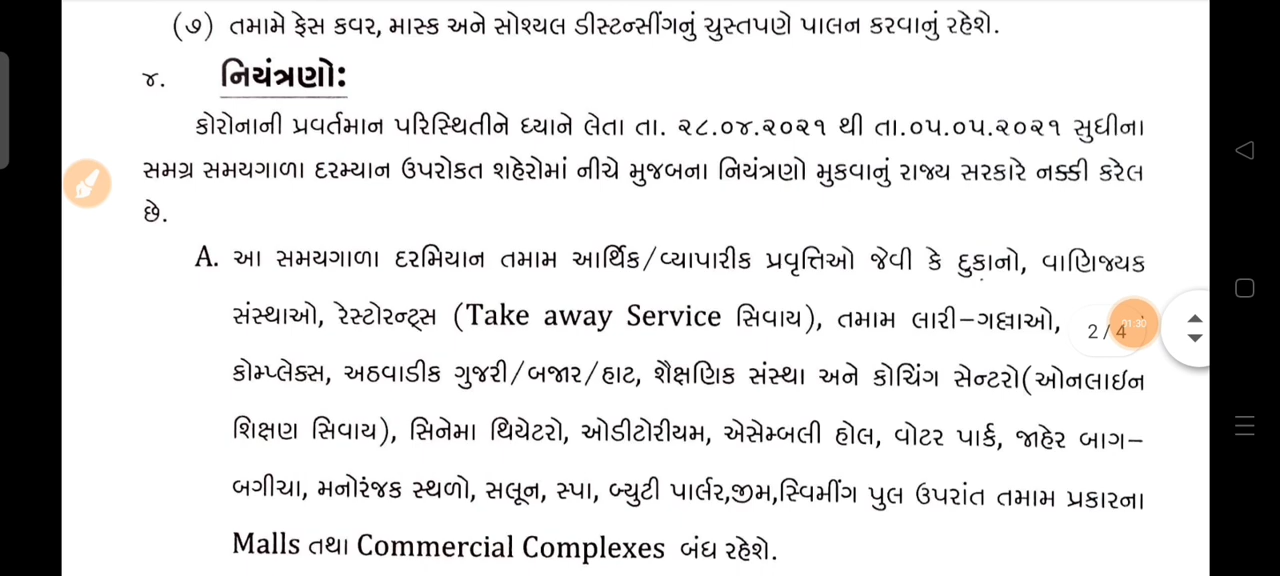 (૭) તમામે ફેસ કવર, માસ્ક અને સોશ્યલ ડીસ્ટન્સીંગનું ચુસ્તપણે પાલન કરવાનું રહેશે.
૪. નિયંત્રણો:
કોરોનાની પ્રવર્તમાન પરિસ્થિતીને ધ્યાને લેતા તા. ૨૮.૦૪.૨૦૨૧ થી તા.૦૫.૦૫.૨૦૨૧ સુધીના
સમગ્ર સમયગાળા દરમ્યાન ઉપરોક્ત શહેરોમાં નીચે મુજબના નિયંત્રણો મુકવાનું રાજ્ય સરકારે નક્કી કરેલ
છે.
A. આ સમયગાળા દરમિયાન તમામ આર્થિક/વ્યાપારીક પ્રવૃત્તિઓ જેવી કે દુકાનો, વાણિજ્યક
સંસ્થાઓ, રેસ્ટોરન્ટ્સ (Take away Service સિવાય), તમામ લારી-ગલ્લાઓ,
2/4
01:30
કોમ્પ્લેક્સ, અઠવાડીક ગુજરી/બજાર/હાટ, શૈક્ષણિક સંસ્થા અને કોચિંગ સેન્ટરો(ઓનલાઈન
શિક્ષણ સિવાય), સિનેમા થિયેટરો, ઓડીટોરીયમ, એસેમ્બલી હોલ, વોટર પાર્ક, જાહેર બાગ-
બગીચા, મનોરંજક સ્થળો, સલૂન, સ્પા, બ્યુટી પાર્લર,જીમ,સ્વિમીંગ પુલ ઉપરાંત તમામ પ્રકારના
Malls તથા Commercial Complexes બંધ રહેશે.